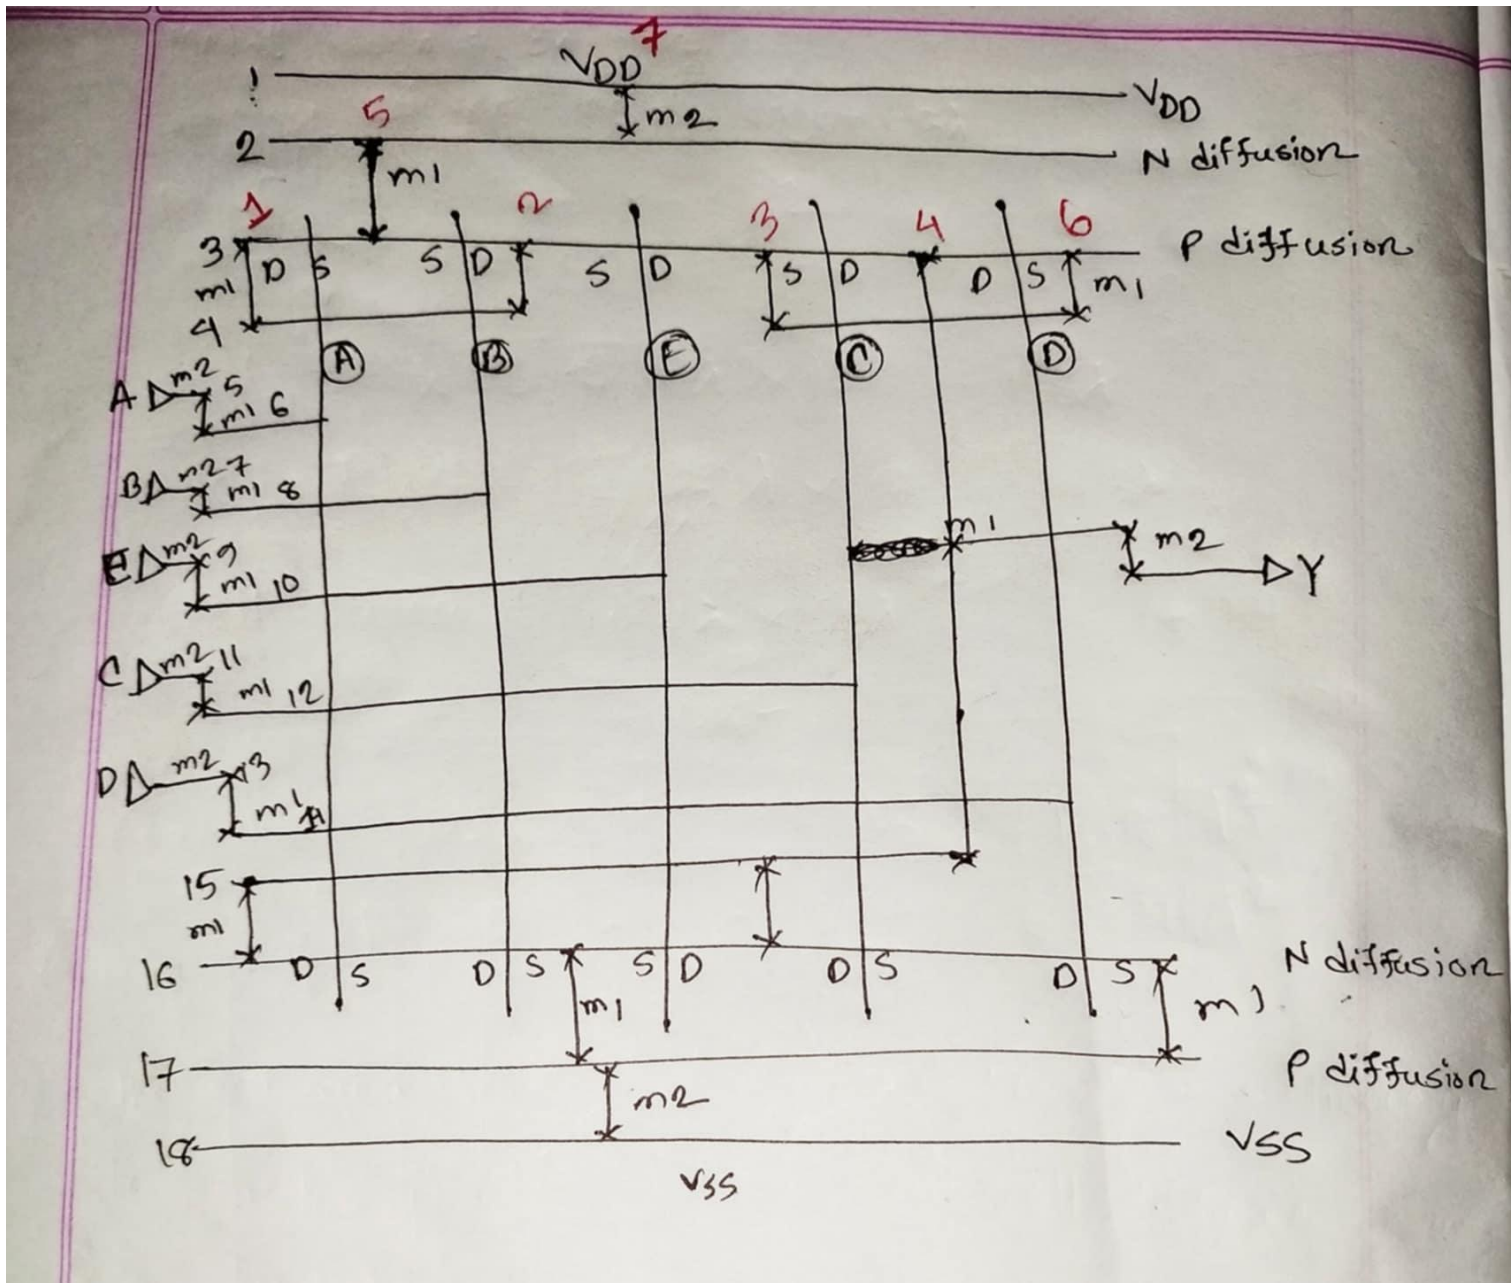 7
VDD
1 VDD
5 m2
2 N diffusion
m1
1 2 3 4 6
3 P diffusion
D S S D S D S D D S m1
m1
4
A B E C D
A m2 5
m1 6
B m2 7
m1 8
m1
E m2 9 m2
m1 10 Y
C m2 11
m1 12
D m2 13
m1
15
m1
16 D S D S S D D S D S N diffusion
m1 m1
17 P diffusion
m2
18 VSS
VSS